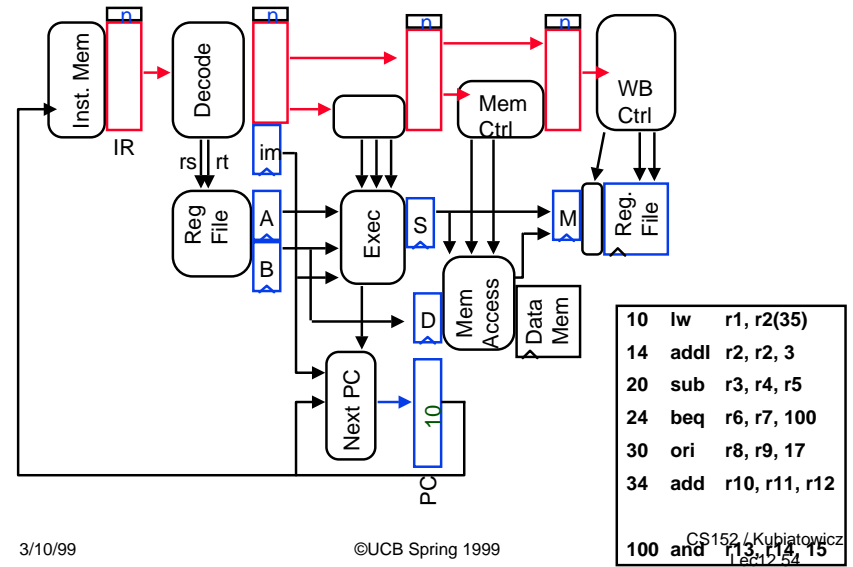 n
n
n
n
Inst. Mem
IR
Decode
rs
rt
im
Reg
File
A
B
Exec
S
Mem
Ctrl
WB
Ctrl
M
Reg.
File
D
Mem
Access
Data
Mem
Next PC
10
PC
10 lw r1, r2(35)
14 addI r2, r2, 3
20 sub r3, r4, r5
24 beq r6, r7, 100
30 ori r8, r9, 17
34 add r10, r11, r12
100 and r13, r14, 15
3/10/99
©UCB Spring 1999
CS152 / Kubiatowicz
Lec12.54